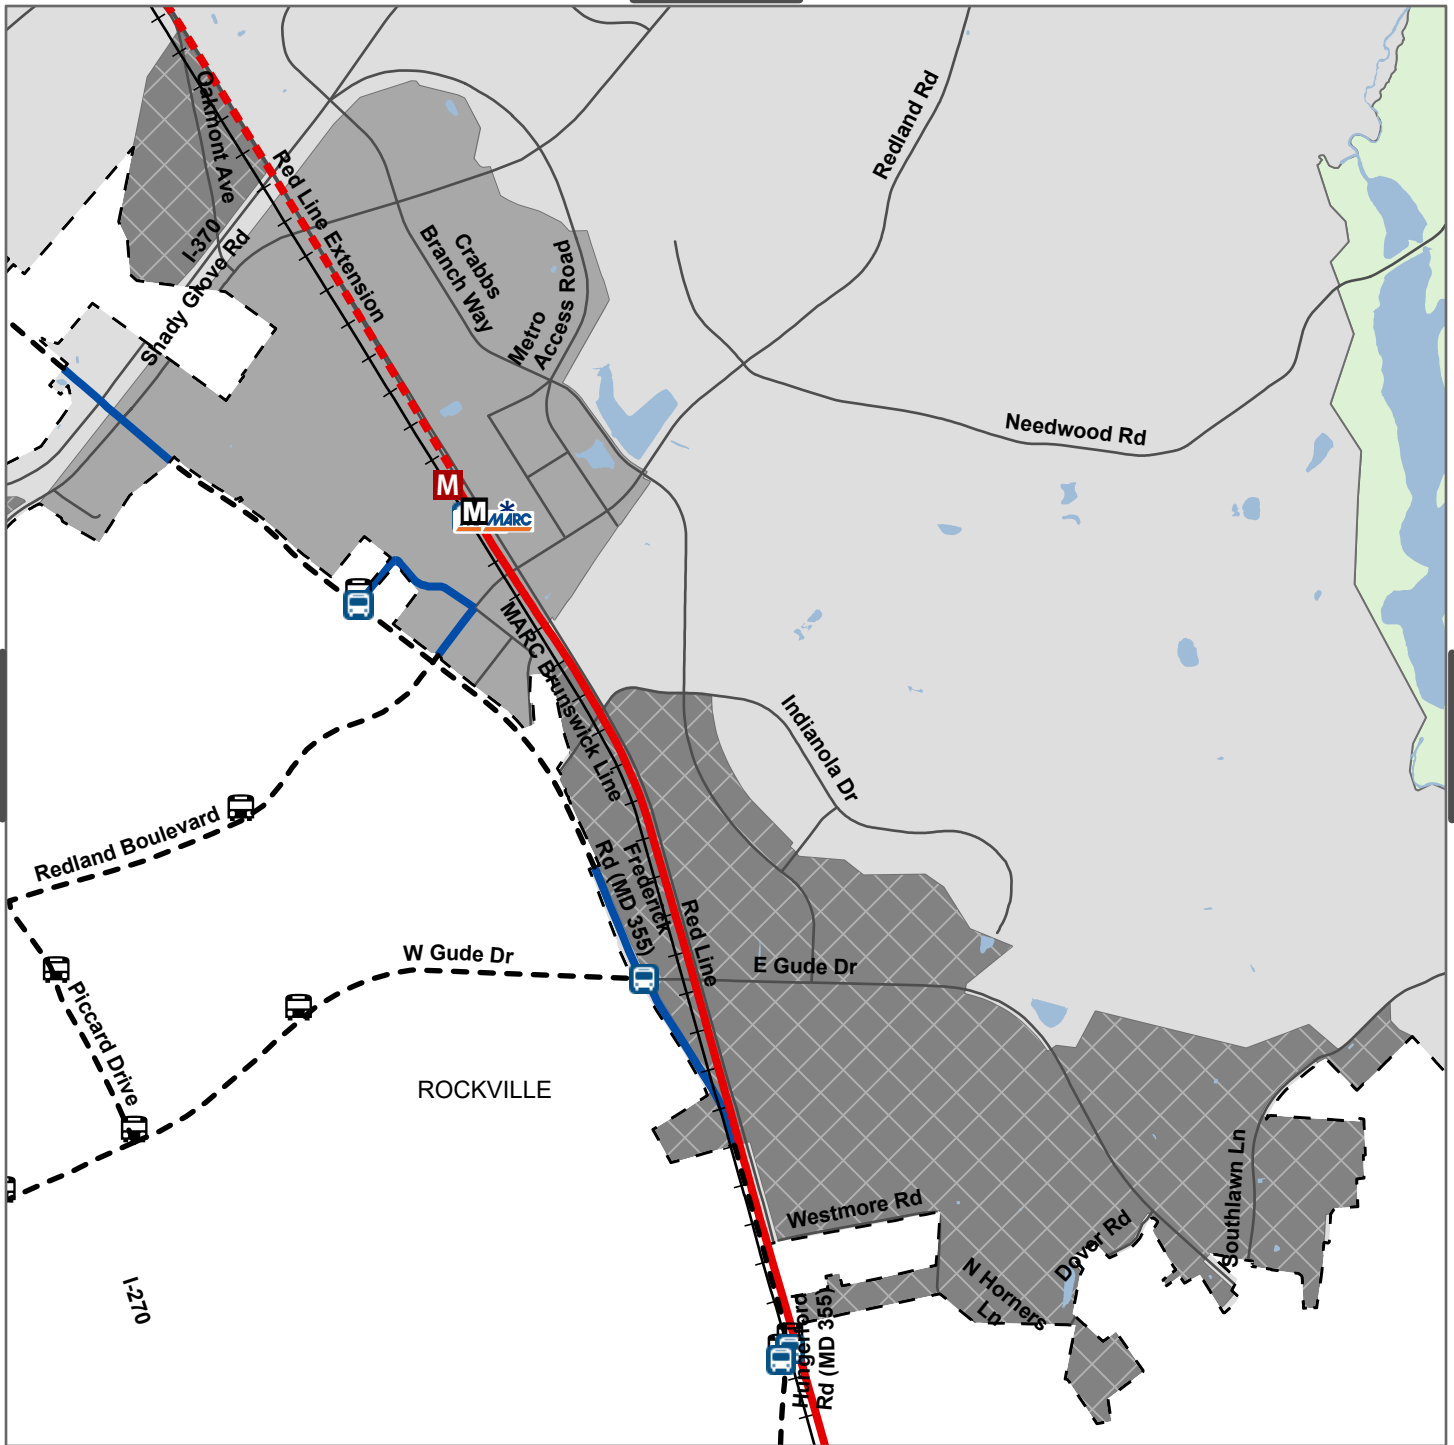 Oakmont Ave
Red Line Extension
I-370
Shady Grove Rd
Crabbs
Branch Way
Metro
Access Road
Redland Rd
Needwood Rd
M
M
MARC
MARC Brunswick Line
Indianola Dr
Redland Boulevard
Frederick
Rd (MD 355)
Red Line
W Gude Dr
E Gude Dr
Piccard Drive
ROCKVILLE
Westmore Rd
Southlawn Ln
Dover Rd
N Horners
Ln
I-270
Hungerford
Rd (MD 355)